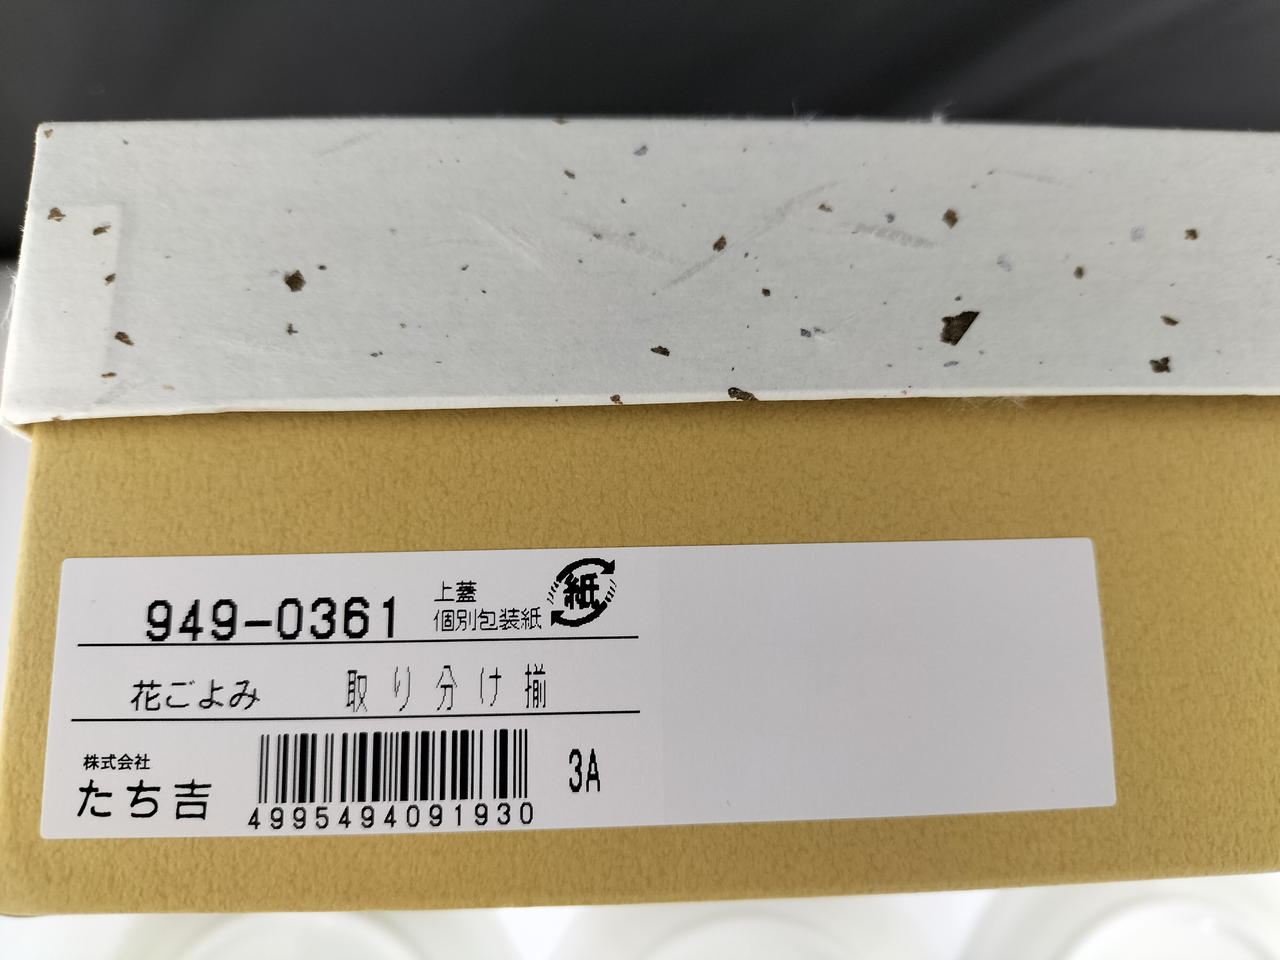 949-0361
上蓋
個別包装紙
紙
花ごよみ 取り分け揃
株式会社
たち吉
4995494091930
3A